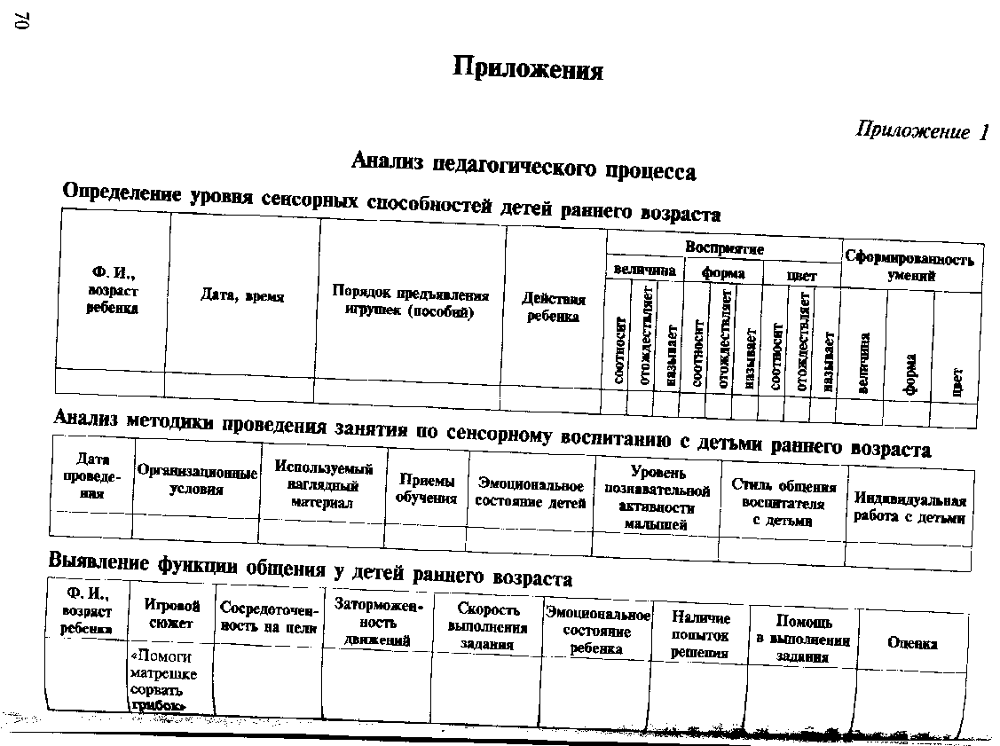 70
Приложения
Приложение 1
Анализ педагогического процесса
Определение уровня сенсорных способностей детей раннего возраста
Ф. И.,
возраст
ребенка
Дата, время
Порядок предъявления
игрушек (пособий)
Действия
ребенка
Восприятие
величина
форма
цвет
соотносит
отождествляет
называет
соотносит
отождествляет
называет
соотносит
отождествляет
называет
Сформированность
умений
величина
форма
цвет
Анализ методики проведения занятия по сенсорному воспитанию с детьми раннего возраста
Дата
проведе-
ния
Организационные
условия
Используемый
наглядный
материал
Приемы
обучения
Эмоциональное
состояние детей
Уровень
познавательной
активности
малышей
Стиль общения
воспитателя
с детьми
Индивидуальная
работа с детьми
Выявление функции общения у детей раннего возраста
Ф. И.,
возраст
ребенка
Игровой
сюжет
Сосредоточен-
ность на цели
Заторможен-
ность
движений
Скорость
выполнения
задания
Эмоциональное
состояние
ребенка
Наличие
попыток
решения
Помощь
в выполнении
задания
Оценка
«Помоги
матрешке
сорвать
грибок»